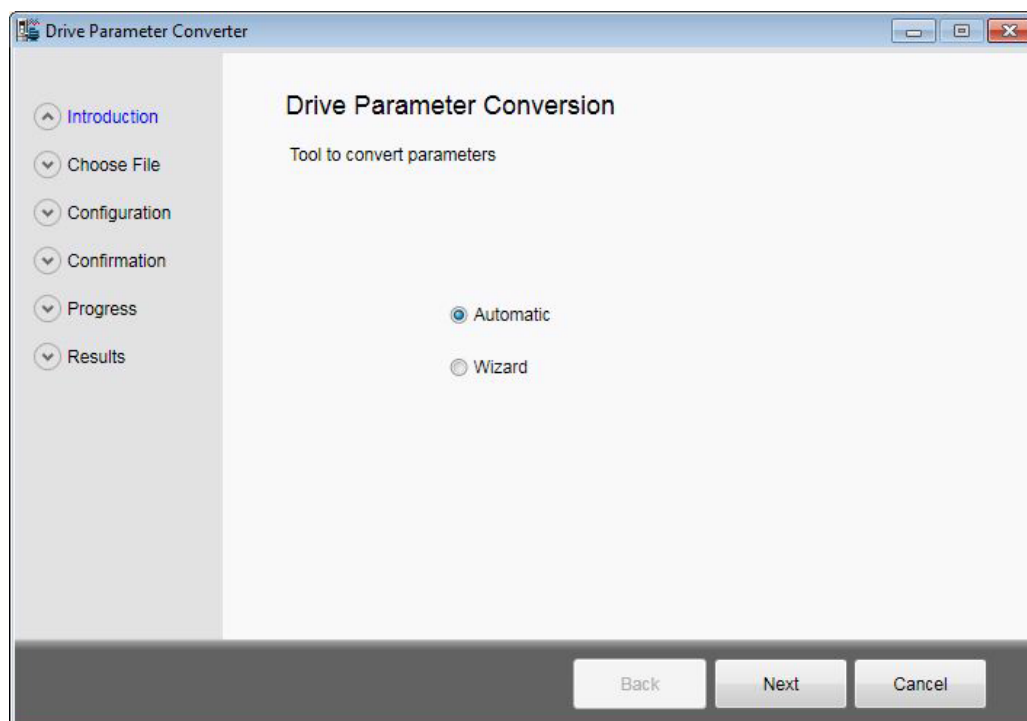 Drive Parameter Converter
Introduction
Choose File
Configuration
Confirmation
Progress
Results
Drive Parameter Conversion
Tool to convert parameters
Automatic
Wizard
Back
Next
Cancel